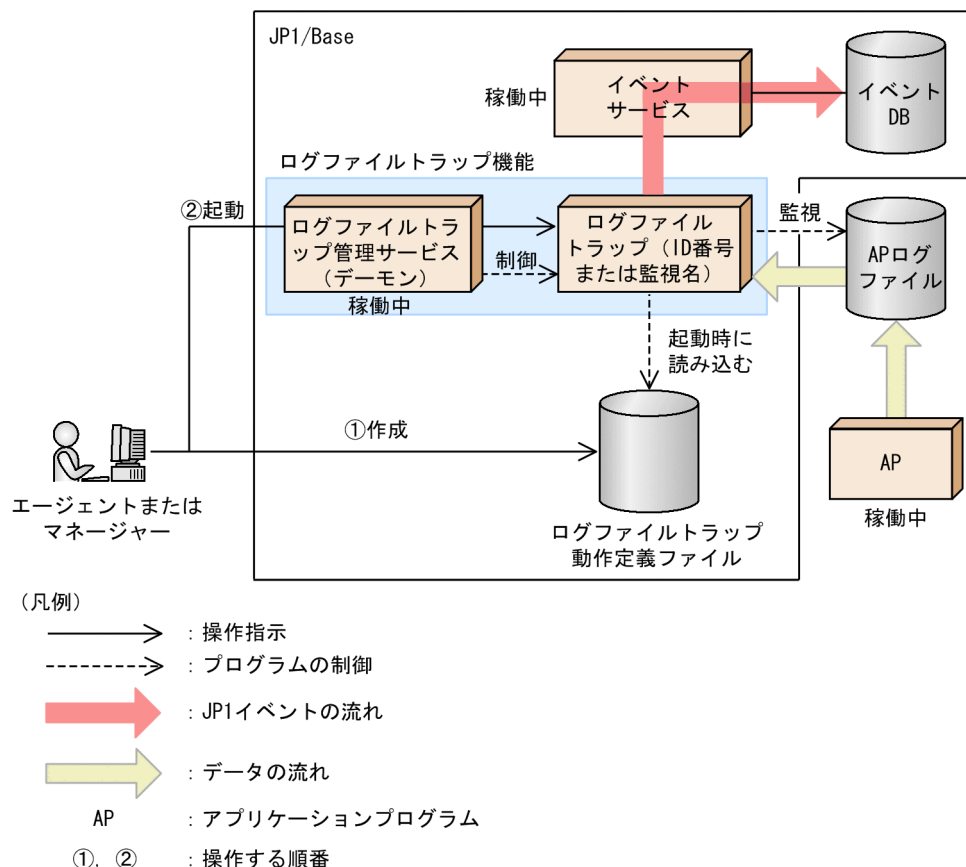 JP1/Base
稼働中
イベント
サービス
イベント
DB
ログファイルトラップ機能
②起動
ログファイルトラ
ップ管理サービス
(デーモン)
稼働中
制御
ログファイル
トラップ(ID番号
または監視名)
監視
APログ
ファイル
起動時に
読み込む
①作成
AP
稼働中
エージェントまたは
マネージャー
ログファイルトラップ
動作定義ファイル
(凡例)
:操作指示
:プログラムの制御
:JP1イベントの流れ
:データの流れ
AP :アプリケーションプログラム
①,② :操作する順番